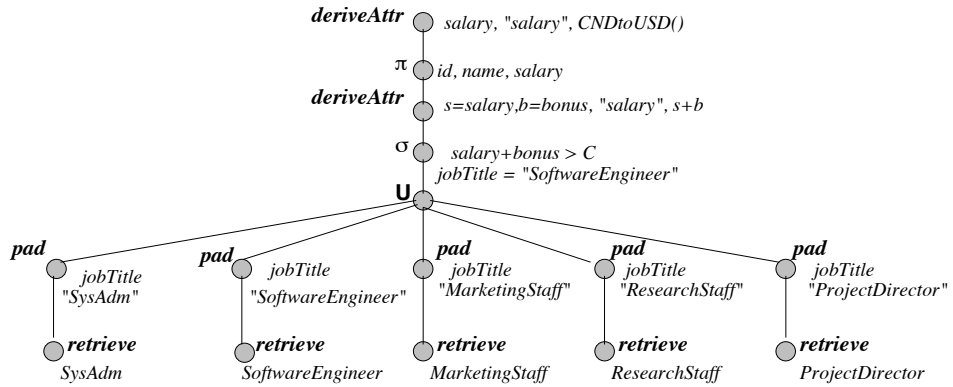 deriveAttr salary, "salary", CNDtoUSD()
π id, name, salary
deriveAttr s=salary,b=bonus, "salary", s+b
σ salary+bonus > C
jobTitle = "SoftwareEngineer"
U
pad pad pad pad pad
jobTitle jobTitle jobTitle jobTitle jobTitle
"SysAdm" "SoftwareEngineer" "MarketingStaff" "ResearchStaff" "ProjectDirector"
retrieve retrieve retrieve retrieve retrieve
SysAdm SoftwareEngineer MarketingStaff ResearchStaff ProjectDirector